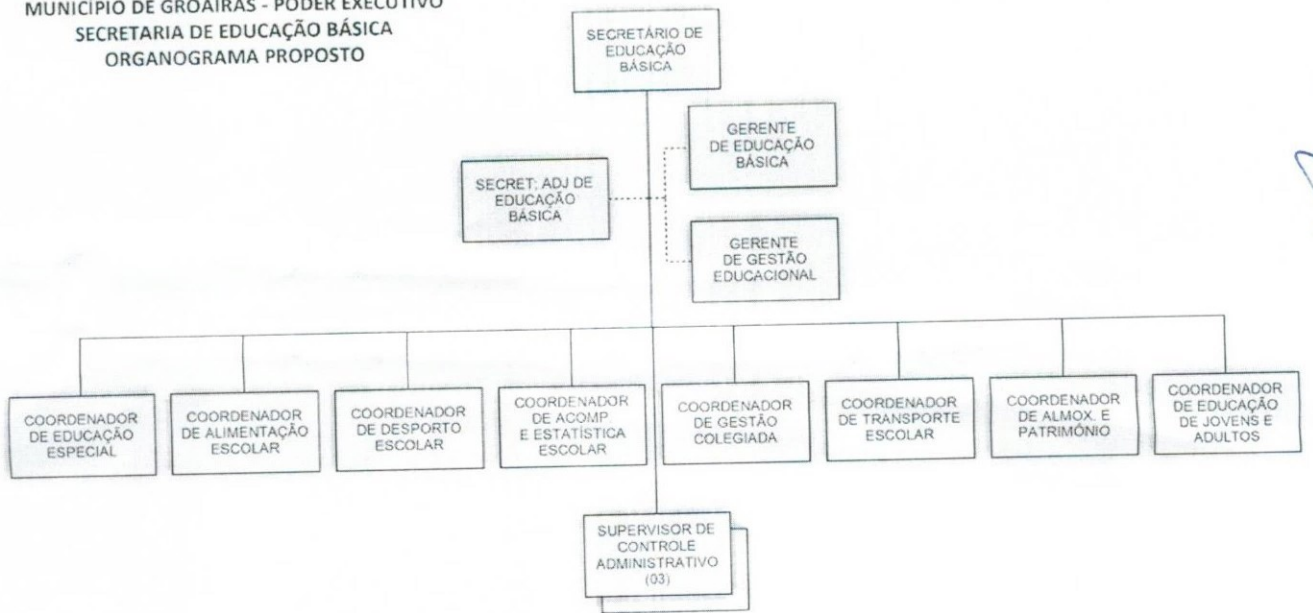 MUNICÍPIO DE GROAÍRAS - PODER EXECUTIVO
SECRETARIA DE EDUCAÇÃO BÁSICA
ORGANOGRAMA PROPOSTO
SECRETÁRIO DE
EDUCAÇÃO
BÁSICA
GERENTE
DE EDUCAÇÃO
BÁSICA
SECRET; ADJ DE
EDUCAÇÃO
BÁSICA
GERENTE
DE GESTÃO
EDUCACIONAL
COORDENADOR
DE EDUCAÇÃO
ESPECIAL
COORDENADOR
DE ALIMENTAÇÃO
ESCOLAR
COORDENADOR
DE DESPORTO
ESCOLAR
COORDENADOR
DE ACOMP
E ESTATÍSTICA
ESCOLAR
COORDENADOR
DE GESTÃO
COLEGIADA
COORDENADOR
DE TRANSPORTE
ESCOLAR
COORDENADOR
DE ALMOX. E
PATRIMÔNIO
COORDENADOR
DE EDUCAÇÃO
DE JOVENS E
ADULTOS
SUPERVISOR DE
CONTROLE
ADMINISTRATIVO
(03)